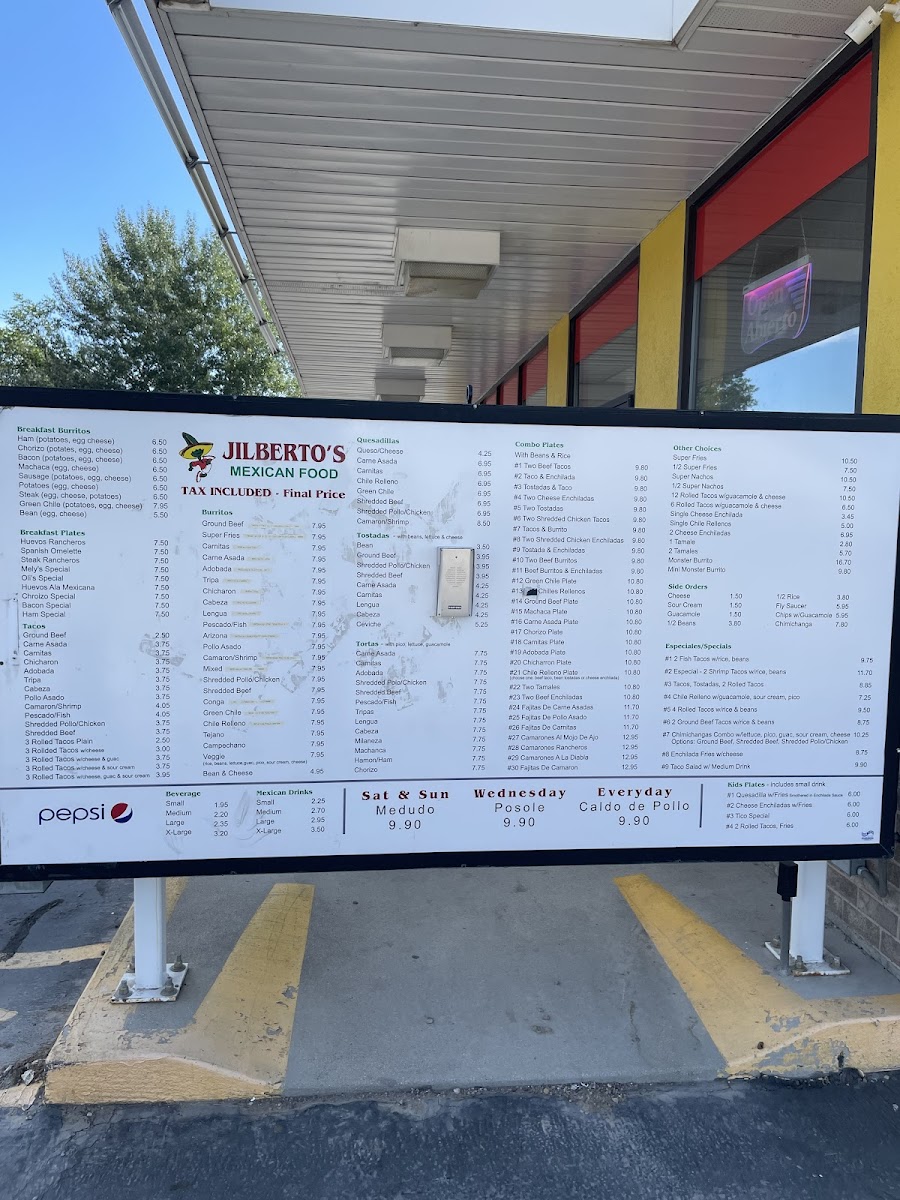 Open
Abierto
Breakfast Burritos
Ham (potatoes, egg cheese) 6.50
Chorizo (potates, egg, cheese) 6.50
Bacon (potatoes, egg, cheese) 6.50
Machaca (egg, cheese) 6.50
Sausage (potatoes, egg, cheese) 6.50
Potatoes (egg, cheese) 6.50
Steak (egg, cheese, potatoes) 6.50
Green Chile (potatoes, egg, cheese) 7.95
Bean (egg, cheese) 5.50
Breakfast Plates
Huevos Rancheros 7.50
Spanish Omelette 7.50
Steak Rancheros 7.50
Mely's Special 7.50
Oli's Special 7.50
Huevos Ala Mexicana 7.50
Chroizo Special 7.50
Bacon Special 7.50
Ham Special 7.50
Tacos
Ground Beef 2.50
Carne Asada 3.75
Carnitas 3.75
Chicharon 3.75
Adobada 3.75
Tripa 3.75
Cabeza 3.75
Pollo Asado 3.75
Camaron/Shrimp 4.05
Pescado/Fish 4.05
Shredded Pollo/Chicken 3.75
Shredded Beef 3.75
3 Rolled Tacos Plain 2.50
3 Rolided Tacos w/cheese 3.00
3 Rolled Tacos w/cheese & guac 3.75
3 Rolled Tacos w/cheese & sour cream 3.75
3 Rolled Tacos w/cheese, guac & sour cream 3.95
JILBERTO'S
MEXICAN FOOD
TAX INCLUDED - Final Price
Burritos
Ground Beef 7.95
Super Fries 7.95
Carnitas 7.95
Carne Asada 7.95
Adobada 7.95
Tripa 7.95
Chicharon 7.95
Cabeza 7.95
Lengua 7.95
Pescado/Fish 7.95
Arizona 7.95
Pollo Asado 7.95
Camaron/Shrimp 7.95
Mixed 7.95
Shredded Pollo/Chicken 7.95
Shredded Beef 7.95
Conga 7.95
Green Chile 7.95
Chile Relleno 7.95
Tejano 7.95
Campechano 7.95
Veggie 7.95
(rice, beans, lettuce, guac, pico, sour cream, cheese)
Bean & Cheese 4.95
Quesadillas
Queso/Cheese 4.25
Carne Asada 6.95
Carnitas 6.95
Chile Relleno 6.95
Green Chile 6.95
Shredded Beef 6.95
Shredded Pollo/Chicken 6.95
Camaron/Shrimp 8.50
Tostadas - with beans, lettuce & cheese
Bean 3.50
Ground Beef 3.95
Shredded Pollo/Chicken 3.95
Shredded Beef 3.95
Carne Asada 4.25
Carnitas 4.25
Lengua 4.25
Cabeza 4.25
Ceviche 5.25
Tortas - with pico, lettuce, guacamole
Carne Asada 7.75
Carnitas 7.75
Adobada 7.75
Shredded Pollo/Chicken 7.75
Shredded Beef 7.75
Pescado/Fish 7.75
Tripas 7.75
Lengua 7.75
Cabeza 7.75
Milaneza 7.75
Machanca 7.75
Hamon/Ham 7.75
Chorizo 7.75
Combo Plates
With Beans & Rice
#1 Two Beef Tacos 9.80
#2 Taco & Enchilada 9.80
#3 Tostadas & Taco 9.80
#4 Two Cheese Enchiladas 9.80
#5 Two Tostadas 9.80
#6 Two Shredded Chicken Tacos 9.80
#7 Tacos & Burrito 9.80
#8 Two Shredded Chicken Enchiladas 9.80
#9 Tostada & Enchiladas 9.80
#10 Two Beef Burritos 9.80
#11 Beef Burritos & Enchiladas 9.80
#12 Green Chile Plate 10.80
#13 Chilles Rellenos 10.80
#14 Ground Beef Plate 10.80
#15 Machaca Plate 10.80
#16 Carne Asada Plate 10.80
#17 Chorizo Plate 10.80
#18 Carnitas Plate 10.80
#19 Adobada Plate 10.80
#20 Chicharron Plate 10.80
#21 Chile Releno Plate 10.80
#22 Two Tamales 10.80
#23 Two Beef Enchiladas 10.80
#24 Fajitas De Carne Asadas 11.70
#25 Fajitas De Pollo Asado 11.70
#26 Fajitas De Carnitas 11.70
#27 Camarones Al Mojo De Ajo 12.95
#28 Camarones Rancheros 12.95
#29 Camarones A La Diabla 12.95
#30 Fajitas De Camaron 12.95
Other Choices
Super Fries 10.50
1/2 Super Fries 7.50
Super Nachos 10.50
1/2 Super Nachos 7.50
12 Rolled Tacos w/guacamole & cheese 10.50
6 Rolled Tacos w/guacamole & cheese 6.50
Single Cheese Enchilada 3.45
Single Chile Rellenos 5.00
2 Cheese Enchiladas 6.95
1 Tamale 2.80
2 Tamales 5.70
Monster Burrito 16.70
Mini Monster Burrito 9.80
Side Orders
Cheese 1.50 1/2 Rice 3.80
Sour Cream 1.50 Fly Saucer 5.95
Guacamole 1.50 Chips w/Guacamole 5.95
1/2 Beans 3.80 Chimichanga 7.80
Especiales/Specials
#1 2 Fish Tacos w/rice, beans 9.75
#2 Especial - 2 Shrimp Tacos w/rice, beans 11.70
#3 Tacos, Tostadas, 2 Rolled Tacos 8.85
#4 Chile Relleno w/guacamole, sour cream, pico 7.25
#5 4 Rolled Tacos w/rice & beans 9.50
#6 2 Ground Beef Tacos w/rice & beans 8.75
#7 Chimichangas Combo w/lettuce, pico, guac, sour cream, cheese 10.25
Options: Ground Beef, Shredded Beef, Shredded Pollo/Chicken
#8 Enchilada Fries w/cheese 9.75
#9 Taco Salad w/ Medium Drink 9.90
pepsi
Beverage
Small 1.95
Medium 2.20
Large 2.35
X-Large 3.20
Mexican Drinks
Small 2.25
Medium 2.70
Large 2.95
X-Large 3.50
Sat & Sun
Medudo
9.90
Wednesday
Posole
9.90
Everyday
Caldo de Pollo
9.90
Kids Plates - includes small drink
#1 Quesadilla w/Fries 6.00
#2 Cheese Enchiladas w/Fries 6.00
#3 Tico Special 6.00
#4 2 Rolled Tacos, Fries 6.00